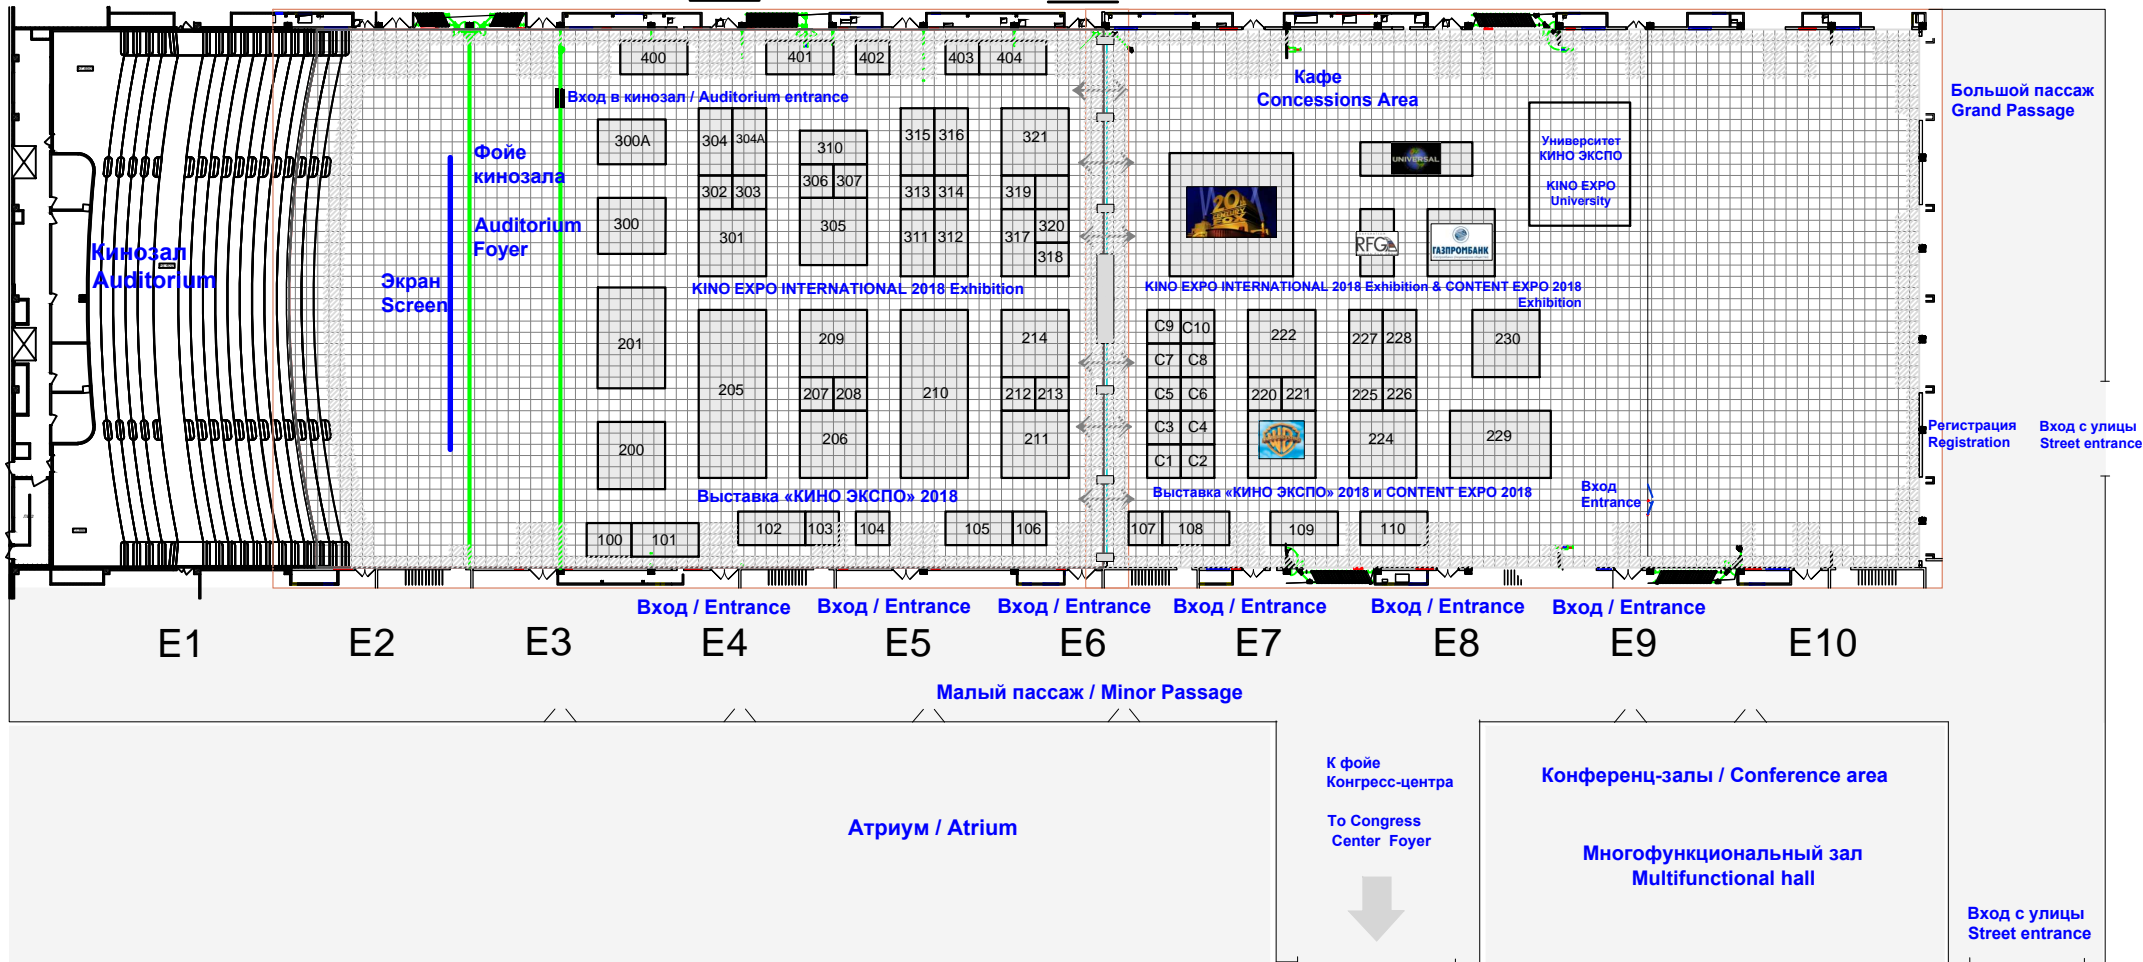 400
401
402
403
404
Вход в кинозал / Auditorium entrance
Кафе
Concessions Area
Большой пассаж
Grand Passage
300A
304
304A
310
315
316
321
Фойе
кинозала
Auditorium
Foyer
302
303
306
307
313
314
319
300
301
305
311
312
317
320
318
UNIVERSAL
20th
CENTURY
FOX
RFG
ГАЗПРОМБАНК
Университет
КИНО ЭКСПО
KINO EXPO
University
Кинозал
Auditorium
Экран
Screen
KINO EXPO INTERNATIONAL 2018 Exhibition
KINO EXPO INTERNATIONAL 2018 Exhibition & CONTENT EXPO 2018
Exhibition
201
205
209
210
214
207
208
212
213
200
206
211
C9
C10
C7
C8
C5
C6
C3
C4
C1
C2
222
220
221
WB
227
228
225
226
224
230
229
Регистрация
Registration
Вход с улицы
Street entrance
Выставка «КИНО ЭКСПО» 2018
Выставка «КИНО ЭКСПО» 2018 и CONTENT EXPO 2018
Вход
Entrance
100
101
102
103
104
105
106
107
108
109
110
Вход / Entrance
Вход / Entrance
Вход / Entrance
Вход / Entrance
Вход / Entrance
Вход / Entrance
E1
E2
E3
E4
E5
E6
E7
E8
E9
E10
Малый пассаж / Minor Passage
Атриум / Atrium
К фойе
Конгресс-центра
To Congress
Center Foyer
Конференц-залы / Conference area
Многофункциональный зал
Multifunctional hall
Вход с улицы
Street entrance